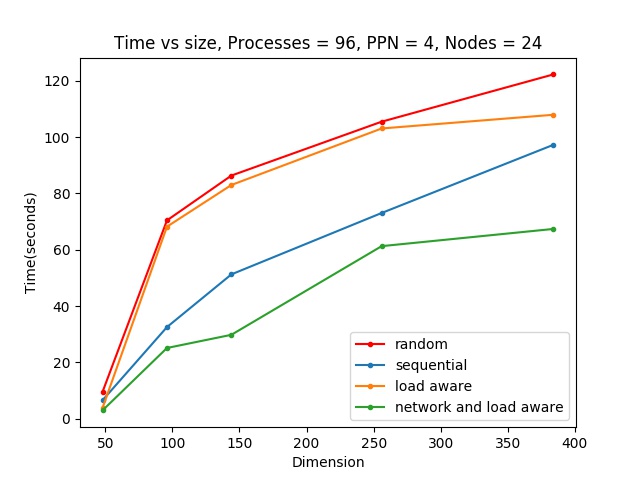 Time vs size, Processes = 96, PPN = 4, Nodes = 24
Time(seconds)
120
100
80
60
40
20
0
random
sequential
load aware
network and load aware
50 100 150 200 250 300 350 400
Dimension